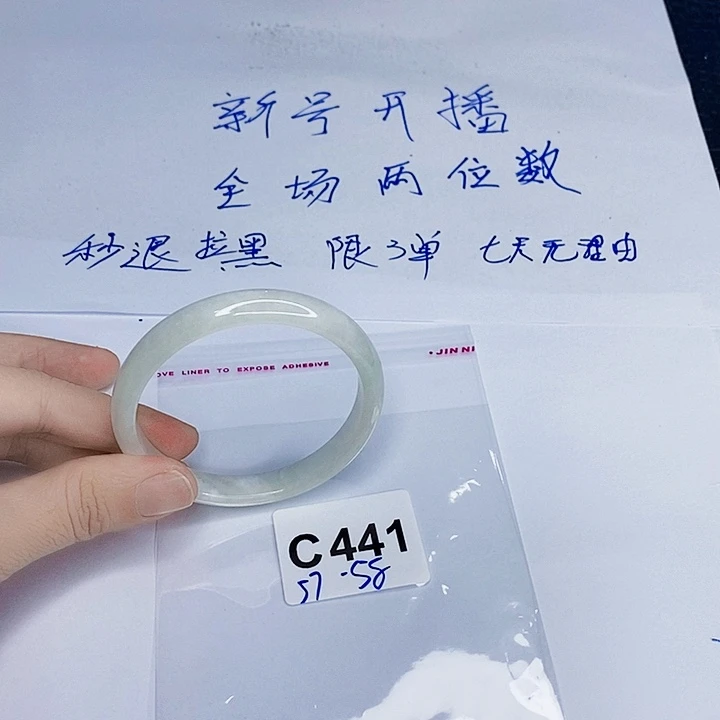 新号开播
全场两位数
秒退拉黑 限3单 七天无理由
OVE LINER TO EXPOSE ADHESIVE
·JINN
C441
57-58